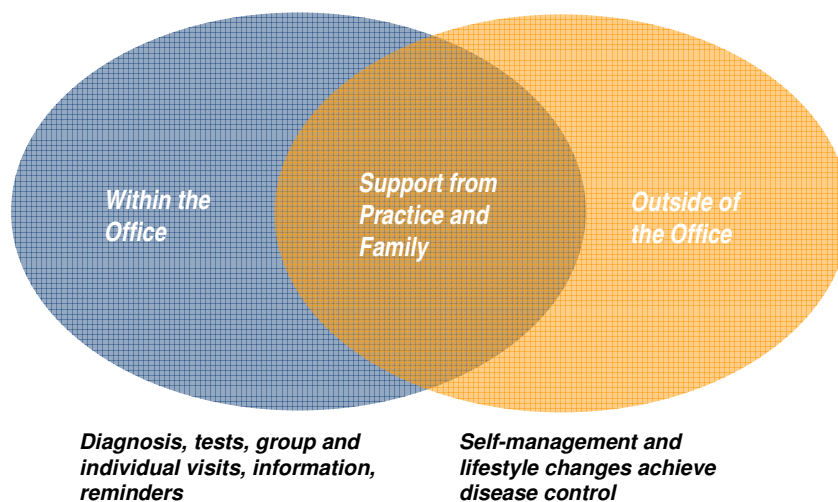 Within the
Office
Support from
Practice and
Family
Outside of
the Office
Diagnosis, tests, group and
individual visits, information,
reminders
Self-management and
lifestyle changes achieve
disease control